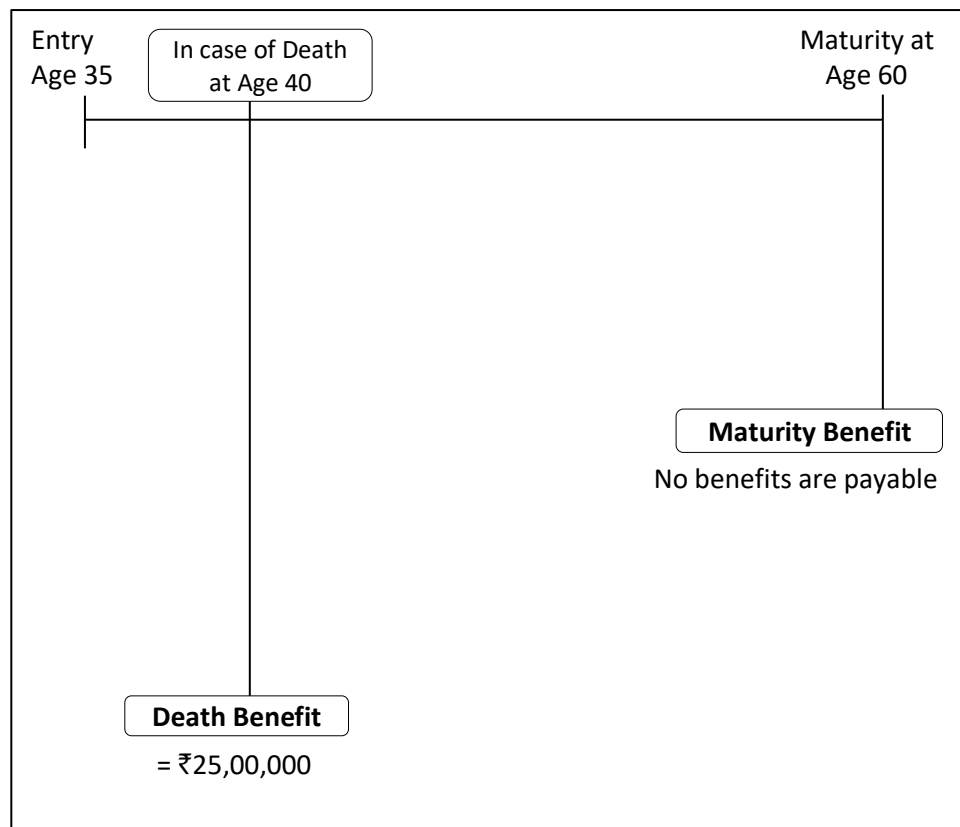 Entry
Age 35
In case of Death
at Age 40
Maturity at
Age 60
Maturity Benefit
No benefits are payable
Death Benefit
= ₹25,00,000